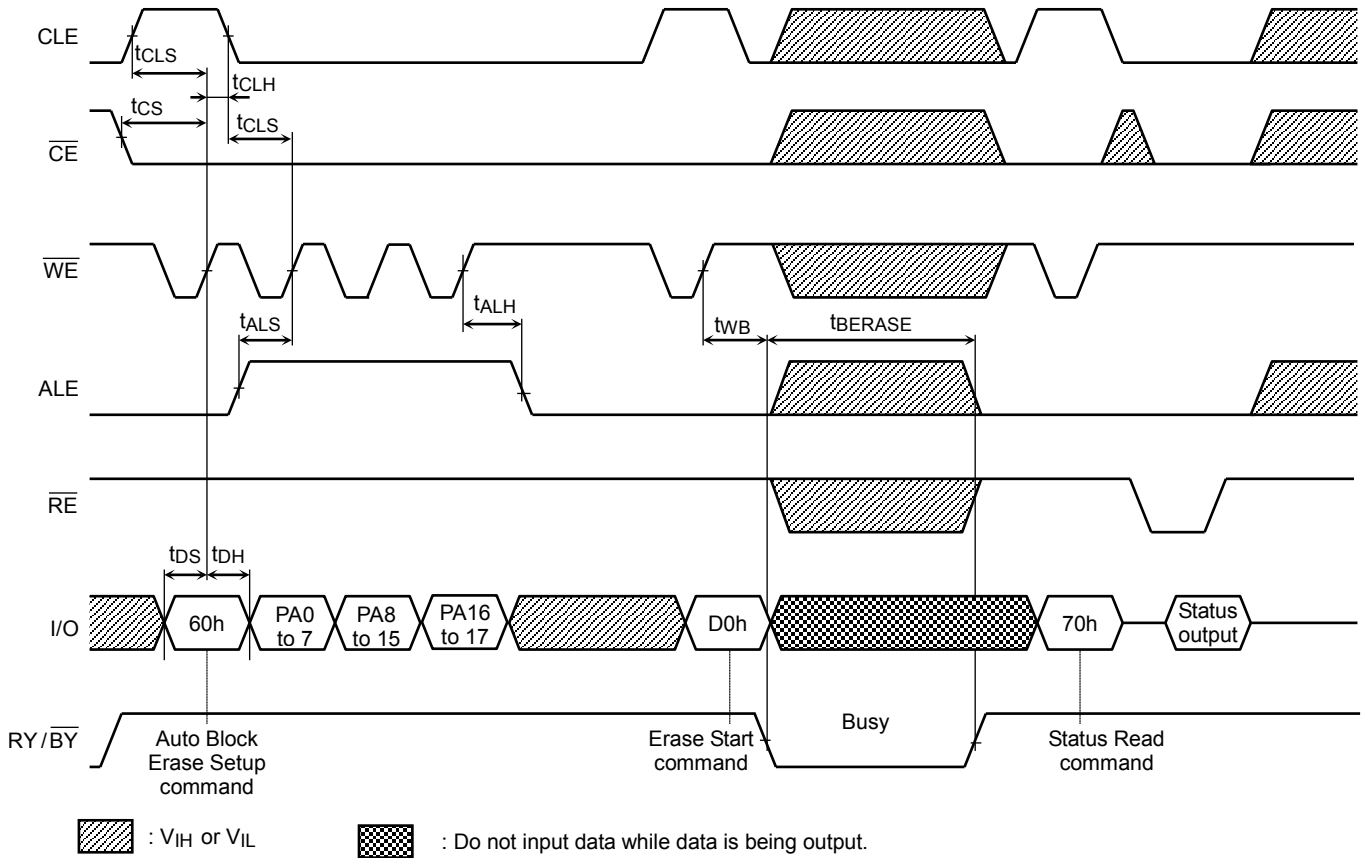 CLE
tCLS
tCLH
tCS
tCLS
CE
WE
tALS
tALH
tWB
tBERASE
ALE
RE
tDS
tDH
I/O
60h
PA0
to 7
PA8
to 15
PA16
to 17
D0h
70h
Status
output
RY/BY
Busy
Auto Block
Erase Setup
command
Erase Start
command
Status Read
command
: VIH or VIL
: Do not input data while data is being output.